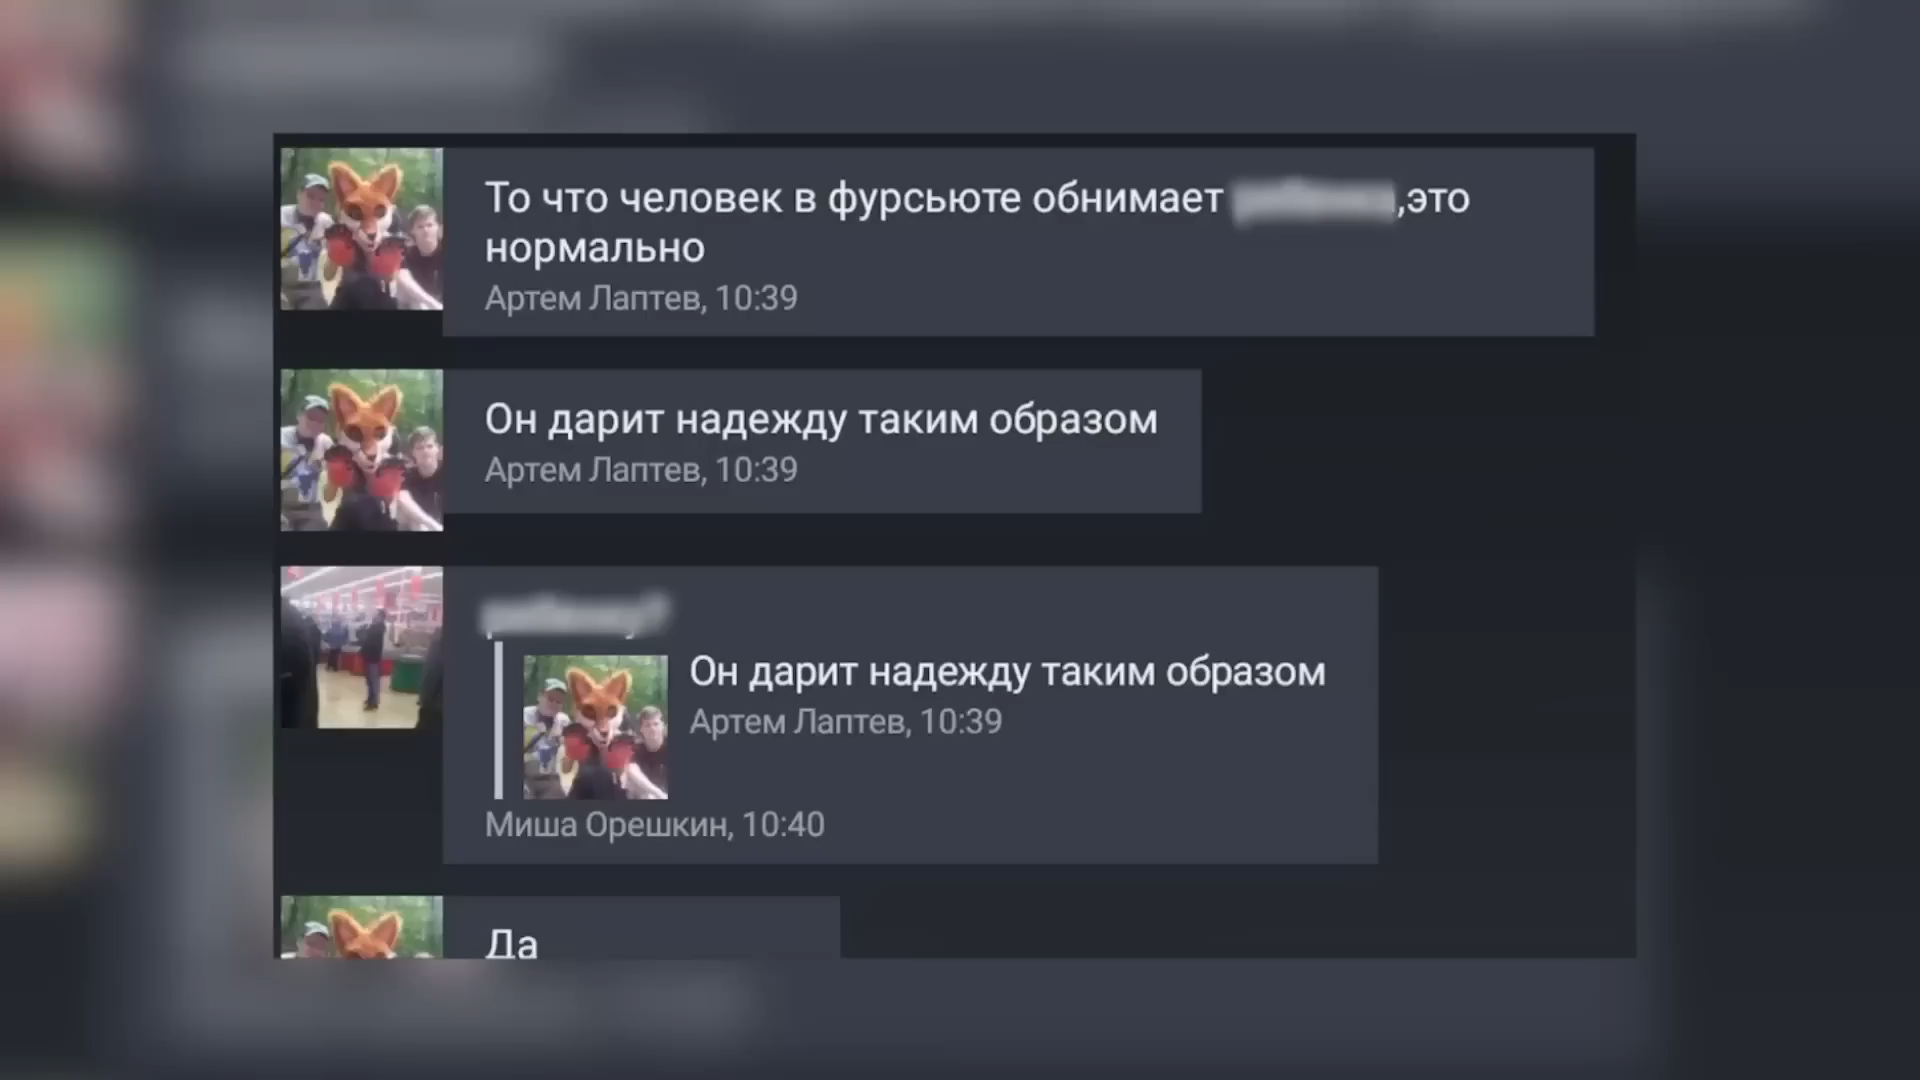 То что человек в фурсьюте обнимает ,это
нормально
Артем Лаптев, 10:39
Он дарит надежду таким образом
Артем Лаптев, 10:39
Он дарит надежду таким образом
Артем Лаптев, 10:39
Миша Орешкин, 10:40
Да